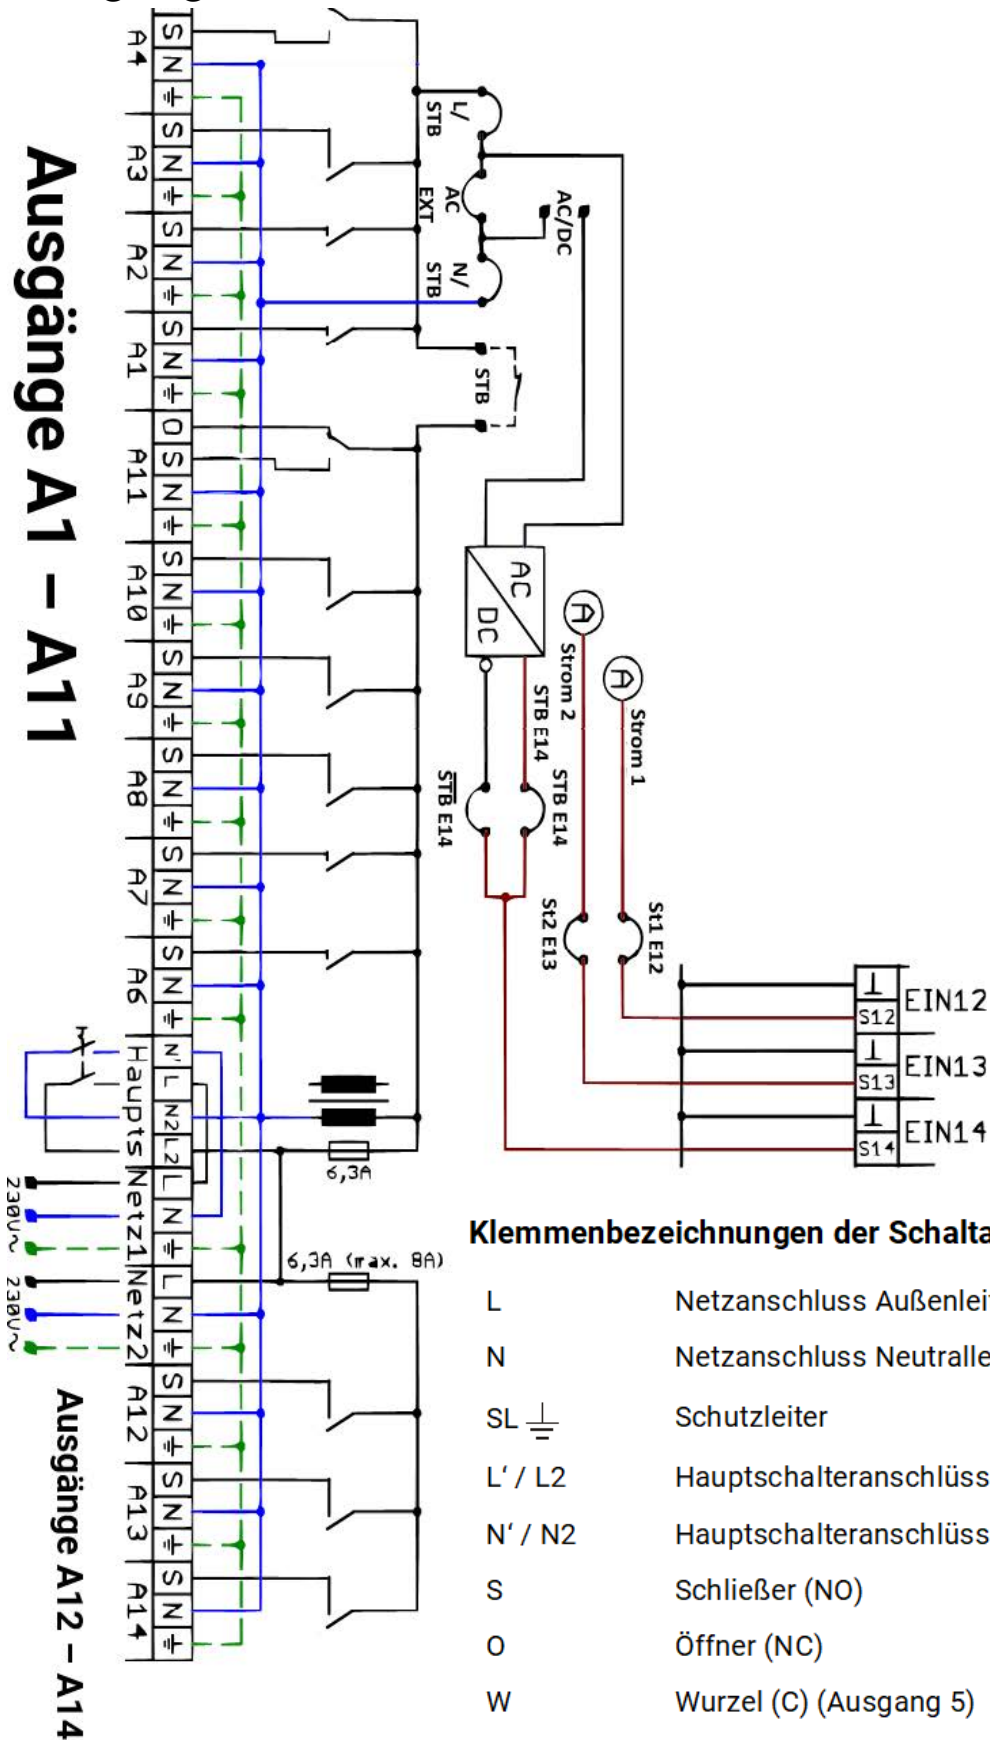 Ausgänge A1 – A11
A4
S
N
A3
S
N
A2
S
N
A1
S
N
A11
O
S
N
A10
S
N
A9
S
N
A8
S
N
A7
S
N
A6
S
N
Haupts
N'
L'
N2
L2
Netz1
L
N
230V~
Netz2
L
N
230V~
A12
S
N
A13
S
N
A14
S
N
Ausgänge A12 – A14
L/
STB
AC
EXT
N/
STB
AC/DC
STB
AC
DC
A
Strom 2
A
Strom 1
STB E14
STB E14
STB E14
St2 E13
St1 E12
EIN12
S12
EIN13
S13
EIN14
S14
6,3A
6,3A (max. 8A)
Klemmenbezeichnungen der Schalta
L Netzanschluss Außenleit
N Netzanschluss Neutralle
SL Schutzleiter
L‘ / L2 Hauptschalteranschlüss
N‘ / N2 Hauptschalteranschlüss
S Schließer (NO)
O Öffner (NC)
W Wurzel (C) (Ausgang 5)